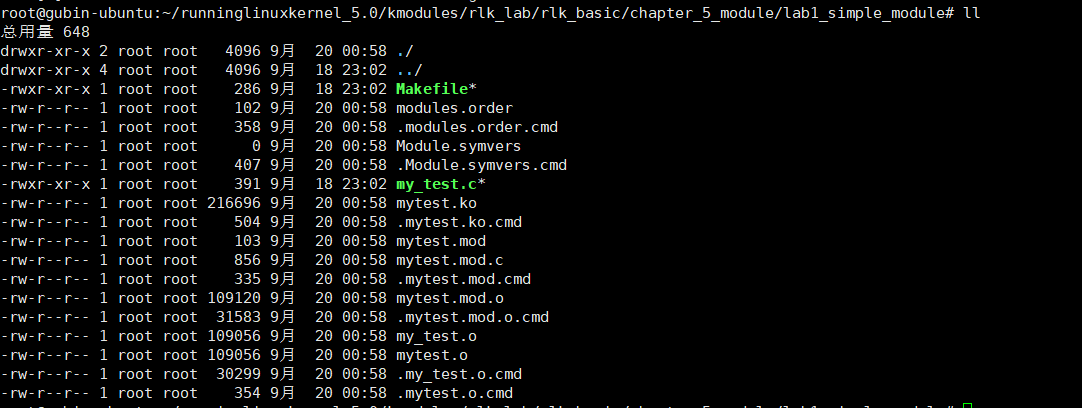 root@gubin-ubuntu:~/runninglinuxkernel_5.0/kmodules/rlk_lab/rlk_basic/chapter_5_module/lab1_simple_module# ll
总用量 648
drwxr-xr-x 2 root root   4096 9月  20 00:58 ./
drwxr-xr-x 4 root root   4096 9月  18 23:02 ../
-rwxr-xr-x 1 root root    286 9月  18 23:02 Makefile*
-rw-r--r-- 1 root root    102 9月  20 00:58 modules.order
-rw-r--r-- 1 root root    358 9月  20 00:58 .modules.order.cmd
-rw-r--r-- 1 root root      0 9月  20 00:58 Module.symvers
-rw-r--r-- 1 root root    407 9月  20 00:58 .Module.symvers.cmd
-rwxr-xr-x 1 root root    391 9月  18 23:02 my_test.c*
-rw-r--r-- 1 root root 216696 9月  20 00:58 mytest.ko
-rw-r--r-- 1 root root    504 9月  20 00:58 .mytest.ko.cmd
-rw-r--r-- 1 root root    103 9月  20 00:58 mytest.mod
-rw-r--r-- 1 root root    856 9月  20 00:58 mytest.mod.c
-rw-r--r-- 1 root root    335 9月  20 00:58 .mytest.mod.cmd
-rw-r--r-- 1 root root 109120 9月  20 00:58 mytest.mod.o
-rw-r--r-- 1 root root  31583 9月  20 00:58 .mytest.mod.o.cmd
-rw-r--r-- 1 root root 109056 9月  20 00:58 my_test.o
-rw-r--r-- 1 root root 109056 9月  20 00:58 mytest.o
-rw-r--r-- 1 root root  30299 9月  20 00:58 .my_test.o.cmd
-rw-r--r-- 1 root root    354 9月  20 00:58 .mytest.o.cmd